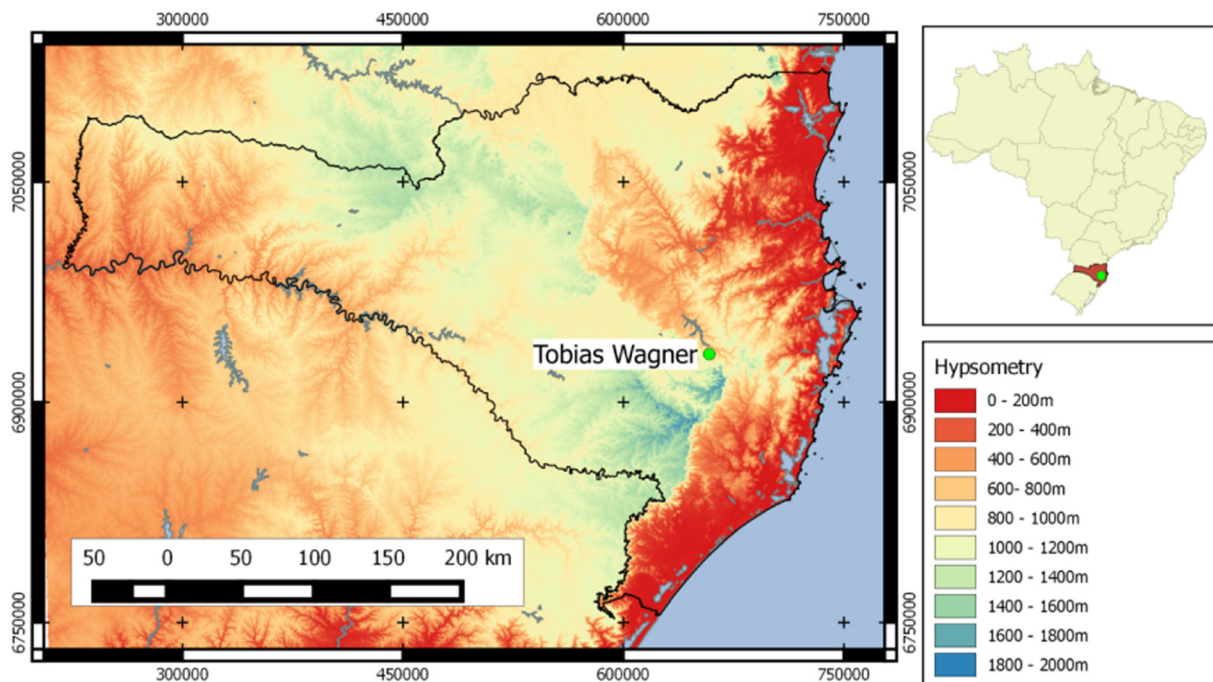 300000 450000 600000 750000
7050000 7050000
Tobias Wagner
6900000 6900000
50 0 50 100 150 200 km
6750000 6750000
300000 450000 600000 750000
Hypsometry
0 - 200m
200 - 400m
400 - 600m
600- 800m
800 - 1000m
1000 - 1200m
1200 - 1400m
1400 - 1600m
1600 - 1800m
1800 - 2000m